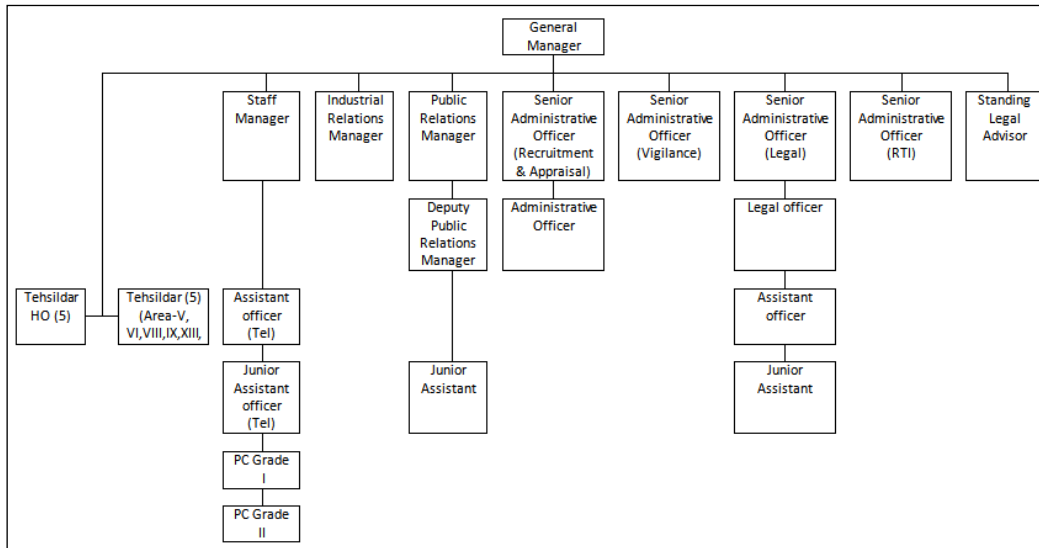 General
Manager
Staff
Manager
Industrial
Relations
Manager
Public
Relations
Manager
Senior
Administrative
Officer
(Recruitment
& Appraisal)
Senior
Administrative
Officer
(Vigilance)
Senior
Administrative
Officer
(Legal)
Senior
Administrative
Officer
(RTI)
Standing
Legal
Advisor
Deputy
Public
Relations
Manager
Administrative
Officer
Legal officer
Tehsildar
HO (5)
Tehsildar (5)
(Area-V,
VI,VIII,IX,XIII,
Assistant
officer
(Tel)
Assistant
officer
Junior
Assistant
officer
(Tel)
Junior
Assistant
Junior
Assistant
PC Grade
I
PC Grade
II